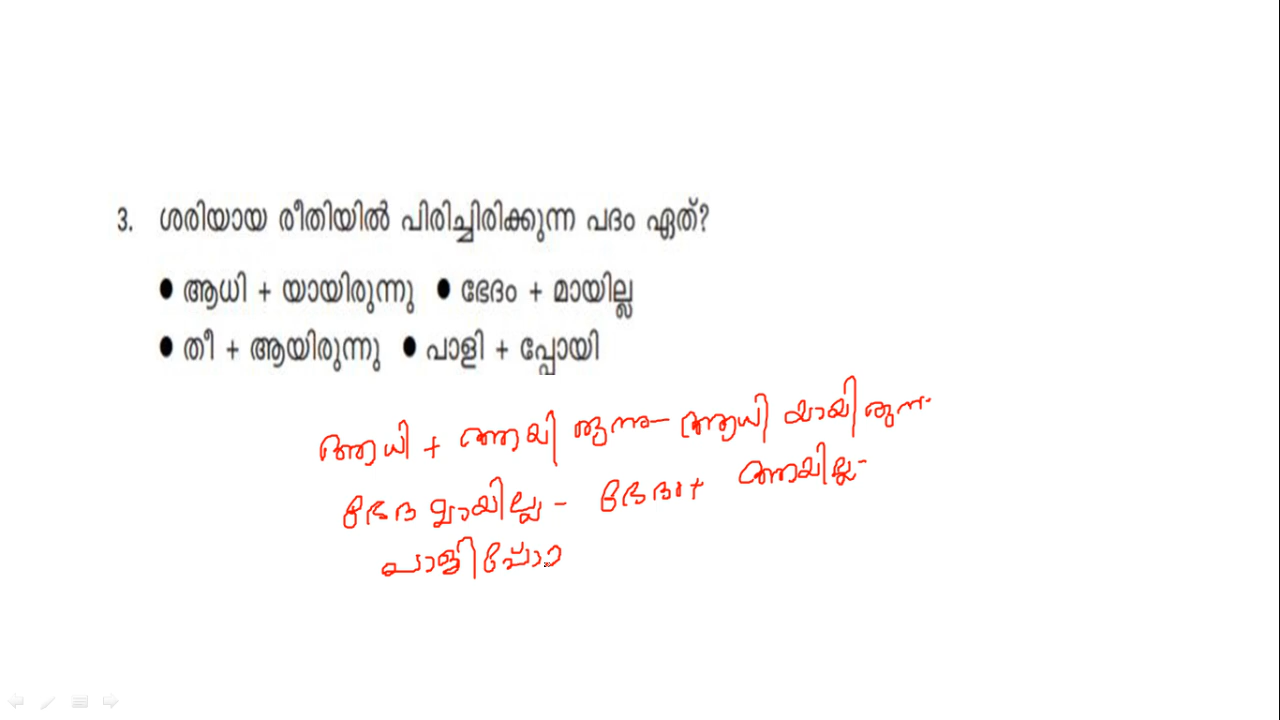 3. ശരിയായ രീതിയിൽ പിരിച്ചിരിക്കുന്ന പദം ഏത്?
● ആധി + യായിരുന്നു ● ഭേദം + മായില്ല
● തീ + ആയിരുന്നു ● പാളി + പ്പോയി
ആധി + ആയിരുന്നു - ആധിയായിരുന്ന
ഭേദമായില്ല - ഭേദം + ആയില്ല -
പാളിപ്പോ